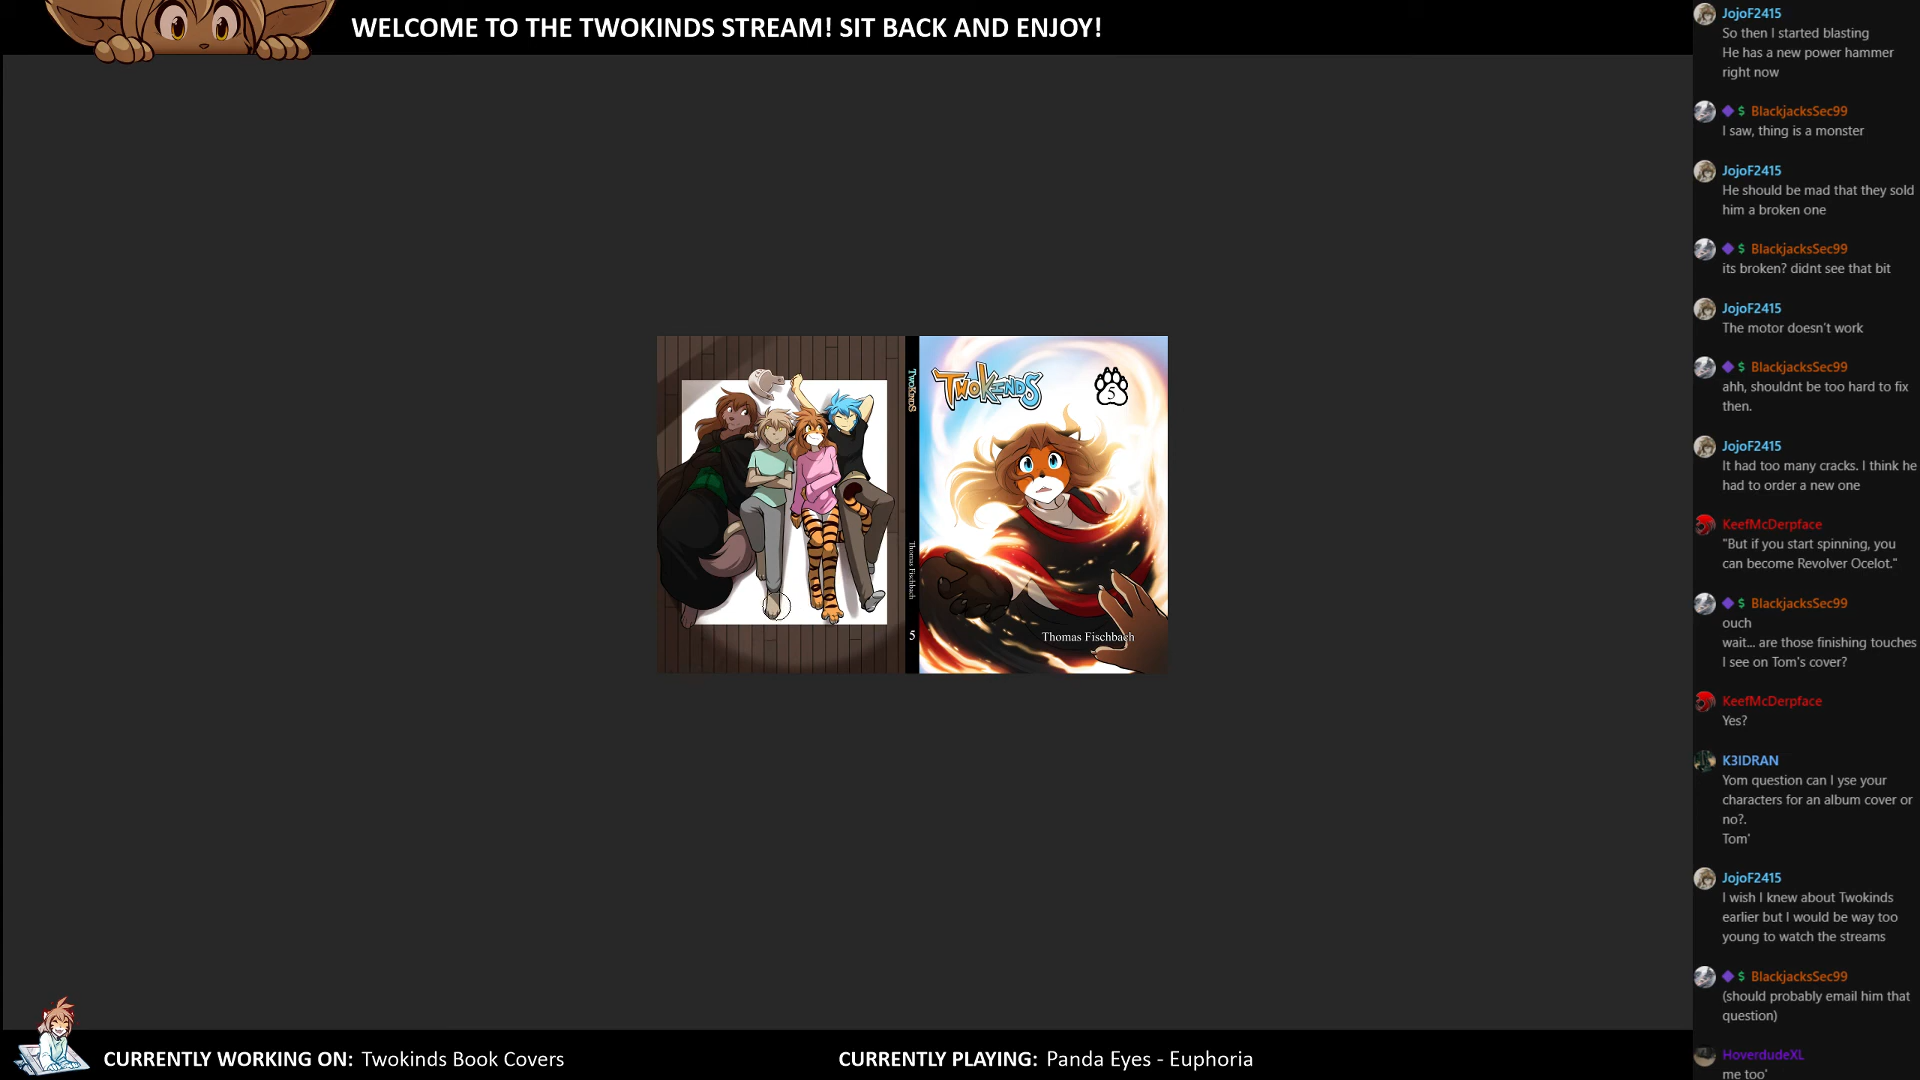 WELCOME TO THE TWOKINDS STREAM! SIT BACK AND ENJOY!
TWOKINDS
Thomas Fischbach
5
TWOKINDS
5
Thomas Fischbach
JojoF2415
So then I started blasting
He has a new power hammer
right now
$ BlackjacksSec99
I saw, thing is a monster
JojoF2415
He should be mad that they sold
him a broken one
$ BlackjacksSec99
its broken? didnt see that bit
JojoF2415
The motor doesn't work
$ BlackjacksSec99
ahh, shouldnt be too hard to fix
then.
JojoF2415
It had too many cracks. I think he
had to order a new one
KeefMcDerpface
"But if you start spinning, you
can become Revolver Ocelot."
$ BlackjacksSec99
ouch
wait... are those finishing touches
I see on Tom's cover?
KeefMcDerpface
Yes?
K3IDRAN
Yom question can I yse your
characters for an album cover or
no?.
Tom'
JojoF2415
I wish I knew about Twokinds
earlier but I would be way too
young to watch the streams
$ BlackjacksSec99
(should probably email him that
question)
HoverdudeXL
me too'
CURRENTLY WORKING ON: Twokinds Book Covers
CURRENTLY PLAYING: Panda Eyes - Euphoria